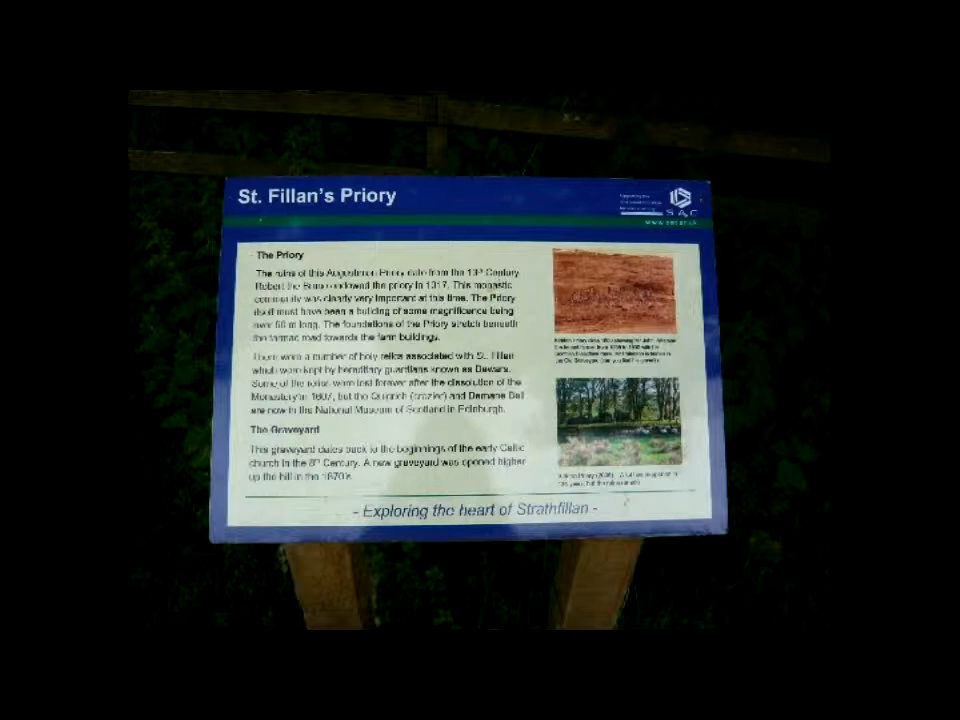 St. Fillan's Priory
SAC
The Priory
The ruins of this Augustinian Priory date from the 13th Century.
Robert the Bruce endowed the priory in 1317. This monastic
community was clearly very important at this time. The Priory
itself must have been a building of some magnificence being
over 56 m long. The foundations of the Priory stretch beneath
the tarmac road towards the farm buildings.
There were a number of holy relics associated with St. Fillan
which were kept by hereditary guardians known as Dewars.
Some of the relics were lost forever after the dissolution of the
Monastery in 1607, but the Quigrich (crozier) and Bell
are now in the National Museum of Scotland in Edinburgh.
The Graveyard
This graveyard dates back to the beginnings of the early Celtic
church in the 8th Century. A new graveyard was opened higher
up the hill in the 1870's.
- Exploring the heart of Strathfillan -